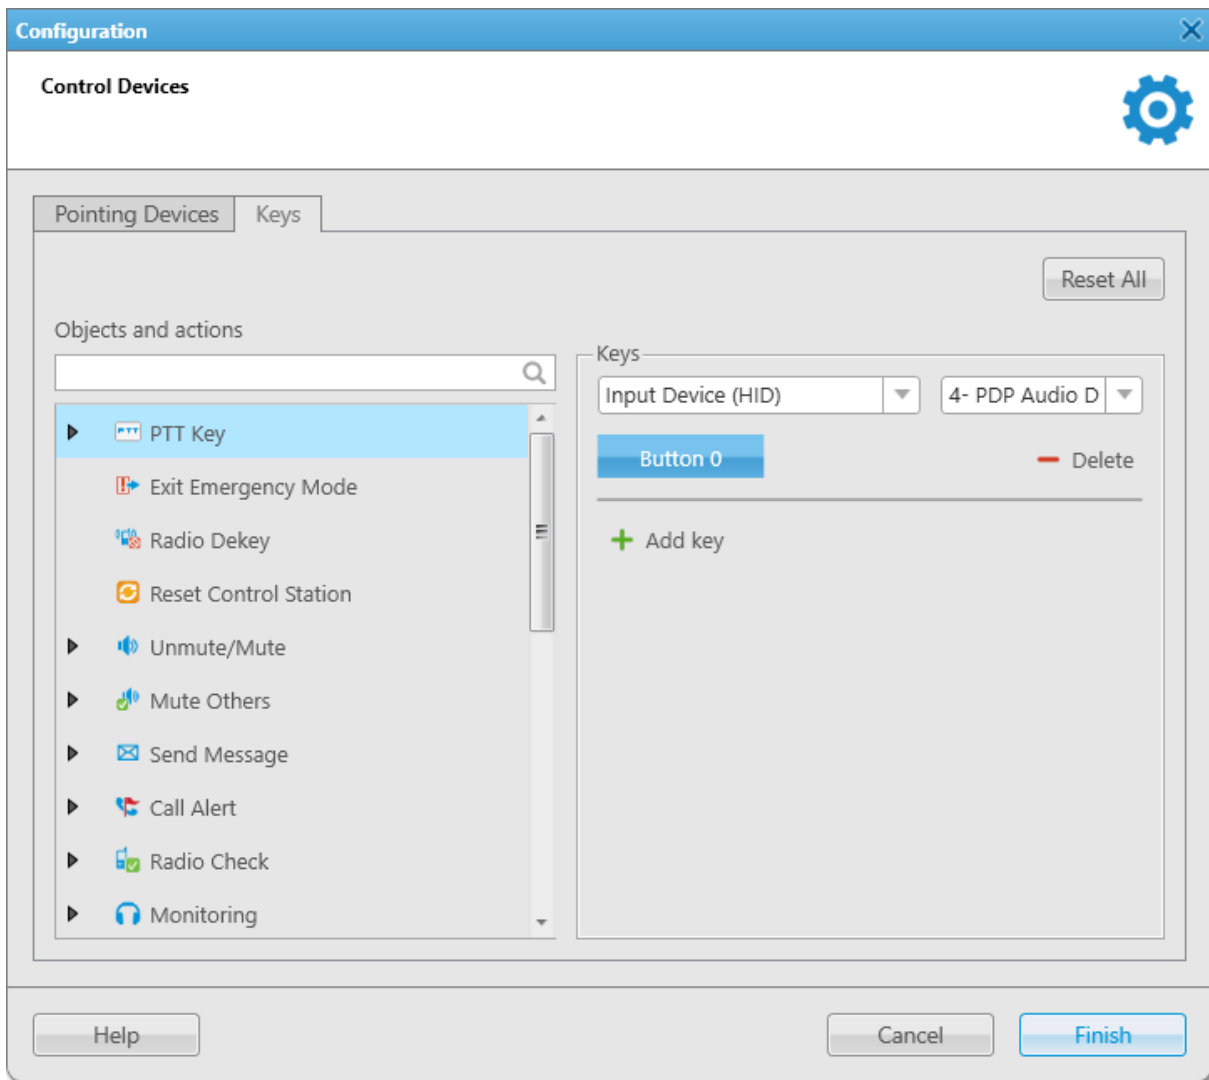 Configuration
Control Devices
Pointing Devices Keys
Reset All
Objects and actions
Keys
Input Device (HID) 4- PDP Audio D
PTT PTT Key
Button 0 Delete
Exit Emergency Mode
Radio Dekey Add key
Reset Control Station
Unmute/Mute
Mute Others
Send Message
Call Alert
Radio Check
Monitoring
Help Cancel Finish